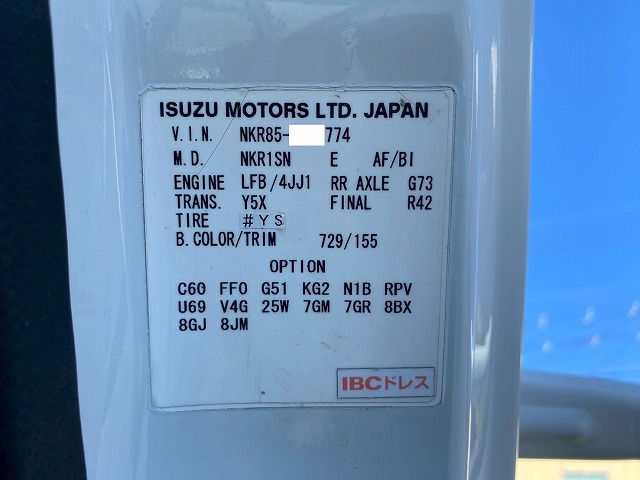 ISUZU MOTORS LTD. JAPAN
V.I.N. NKR85- 774
M.D. NKR1SN E AF/BI
ENGINE LFB/4JJ1 RR AXLE G73
TRANS. Y5X FINAL R42
TIRE #YS
B.COLOR/TRIM 729/155
OPTION
C60 FF0 G51 KG2 N1B RPV
U69 V4G 25W 7GM 7GR 8BX
8GJ 8JM
IBCドレス